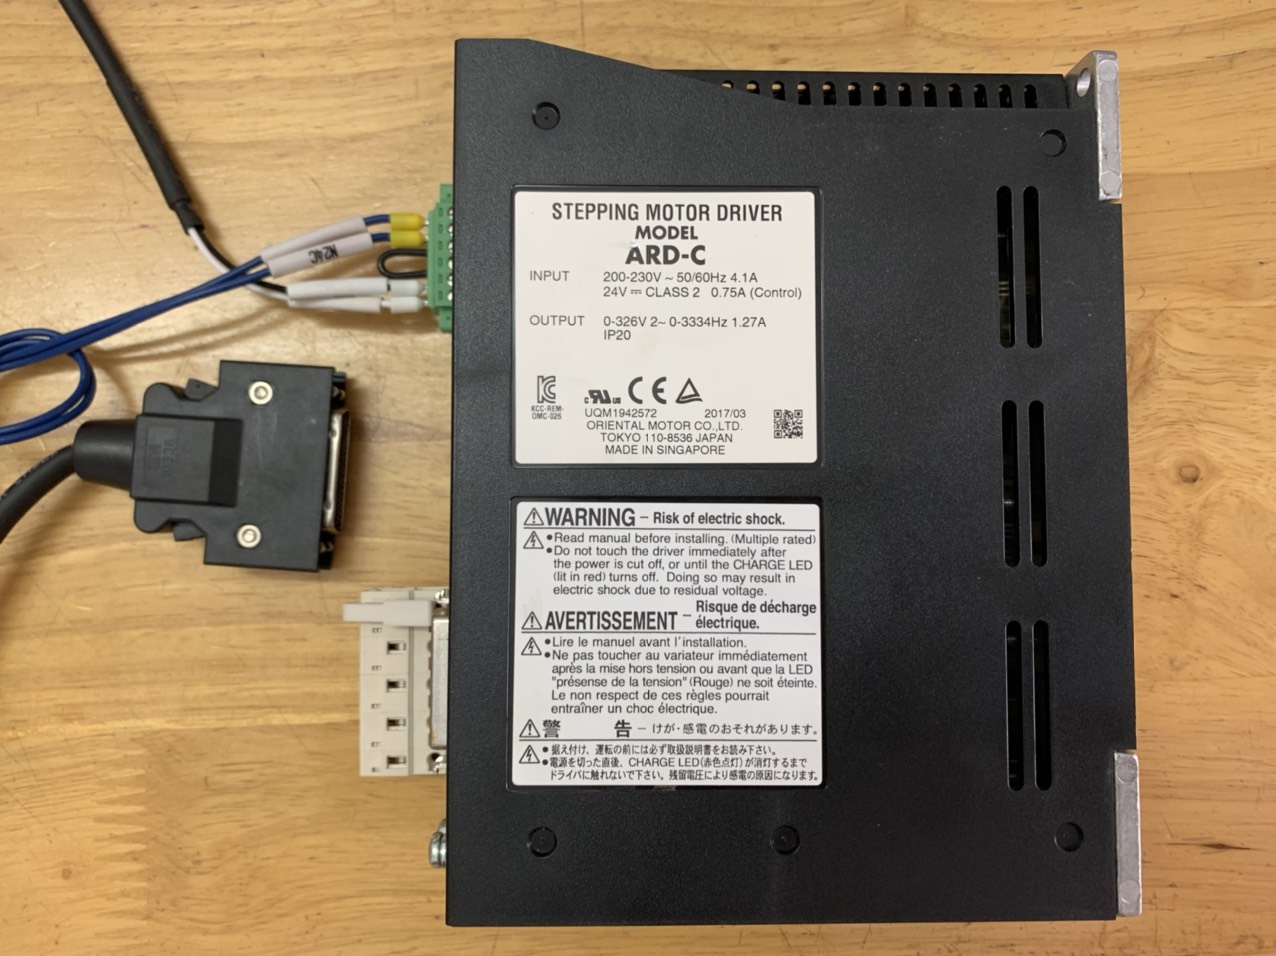 STEPPING MOTOR DRIVER
MODEL
ARD-C
INPUT 200-230V ~ 50/60Hz 4.1A
24V ⎓ CLASS 2 0.75A (Control)
OUTPUT 0-326V 2~ 0-3334Hz 1.27A
IP20
KCC-REM-
OMC-026
c UL us CE
UQM1942572 2017/03
ORIENTAL MOTOR CO.,LTD.
TOKYO 110-8536 JAPAN
MADE IN SINGAPORE
N24C
WARNING - Risk of electric shock.
• Read manual before installing. (Multiple rated)
• Do not touch the driver immediately after
the power is cut off, or until the CHARGE LED
(lit in red) turns off. Doing so may result in
electric shock due to residual voltage.
AVERTISSEMENT - Risque de décharge
électrique.
• Lire le manuel avant l'installation.
• Ne pas toucher au variateur immédiatement
après la mise hors tension ou avant que la LED
"présense de la tension" (Rouge) ne soit éteinte.
Le non respect de ces règles pourrait
entraîner un choc électrique.
警 告 - けが・感電のおそれがあります。
• 据え付け、運転の前には必ず取扱説明書をお読み下さい。
• 電源を切った直後、CHARGE LED(赤色点灯)が消灯するまで
ドライバに触れないで下さい。残留電圧により感電の原因になります。